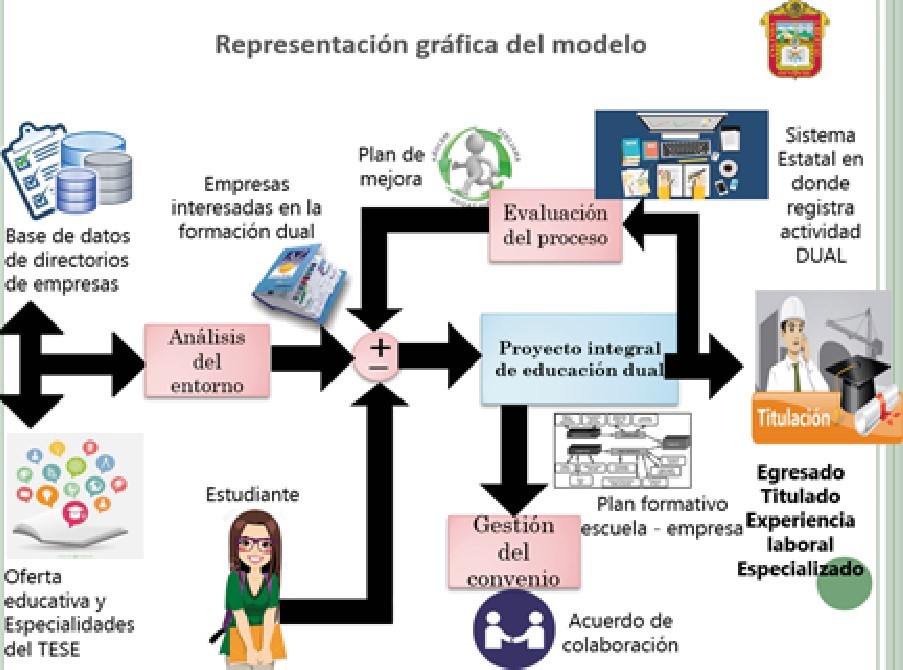 Representación gráfica del modelo
Base de datos
de directorios
de empresas
Empresas
interesadas en la
formación dual
Plan de
mejora
Evaluación
del proceso
Sistema
Estatal en
donde
registra
actividad
DUAL
Análisis
del
entorno
+
−
Proyecto integral
de educación dual
Titulación
Egresado
Titulado
Experiencia
laboral
Especializado
Plan formativo
escuela - empresa
Gestión
del
convenio
Acuerdo de
colaboración
Estudiante
Oferta
educativa y
Especialidades
del TESE